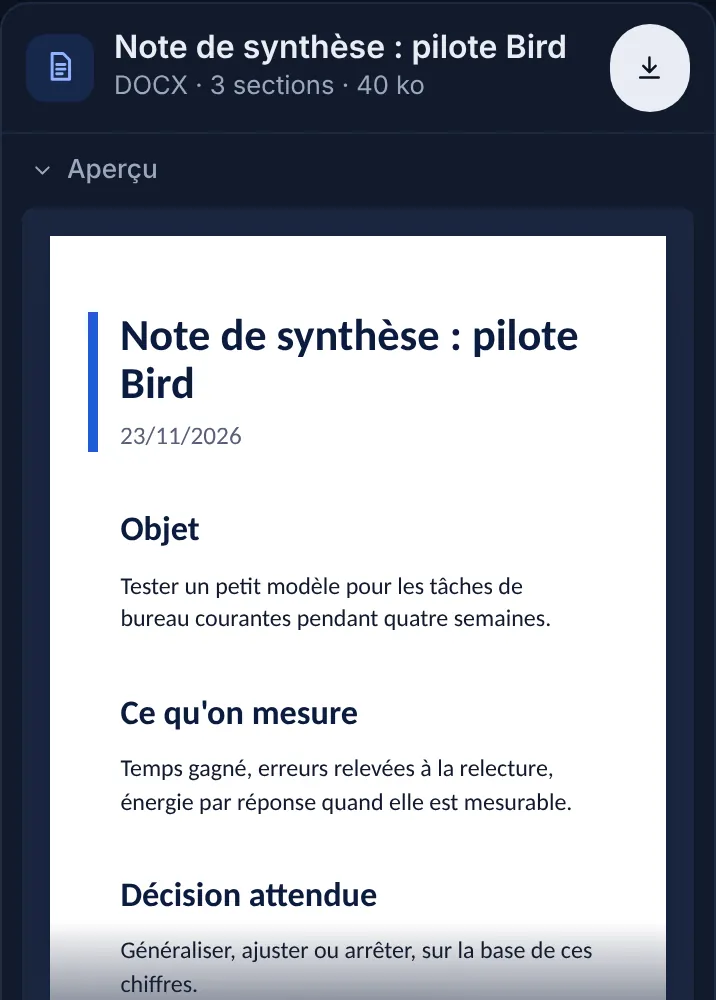 Note de synthèse : pilote Bird
DOCX · 3 sections · 40 ko
Aperçu
Note de synthèse : pilote
Bird
23/11/2026
Objet
Tester un petit modèle pour les tâches de
bureau courantes pendant quatre semaines.
Ce qu'on mesure
Temps gagné, erreurs relevées à la relecture,
énergie par réponse quand elle est mesurable.
Décision attendue
Généraliser, ajuster ou arrêter, sur la base de ces
chiffres.